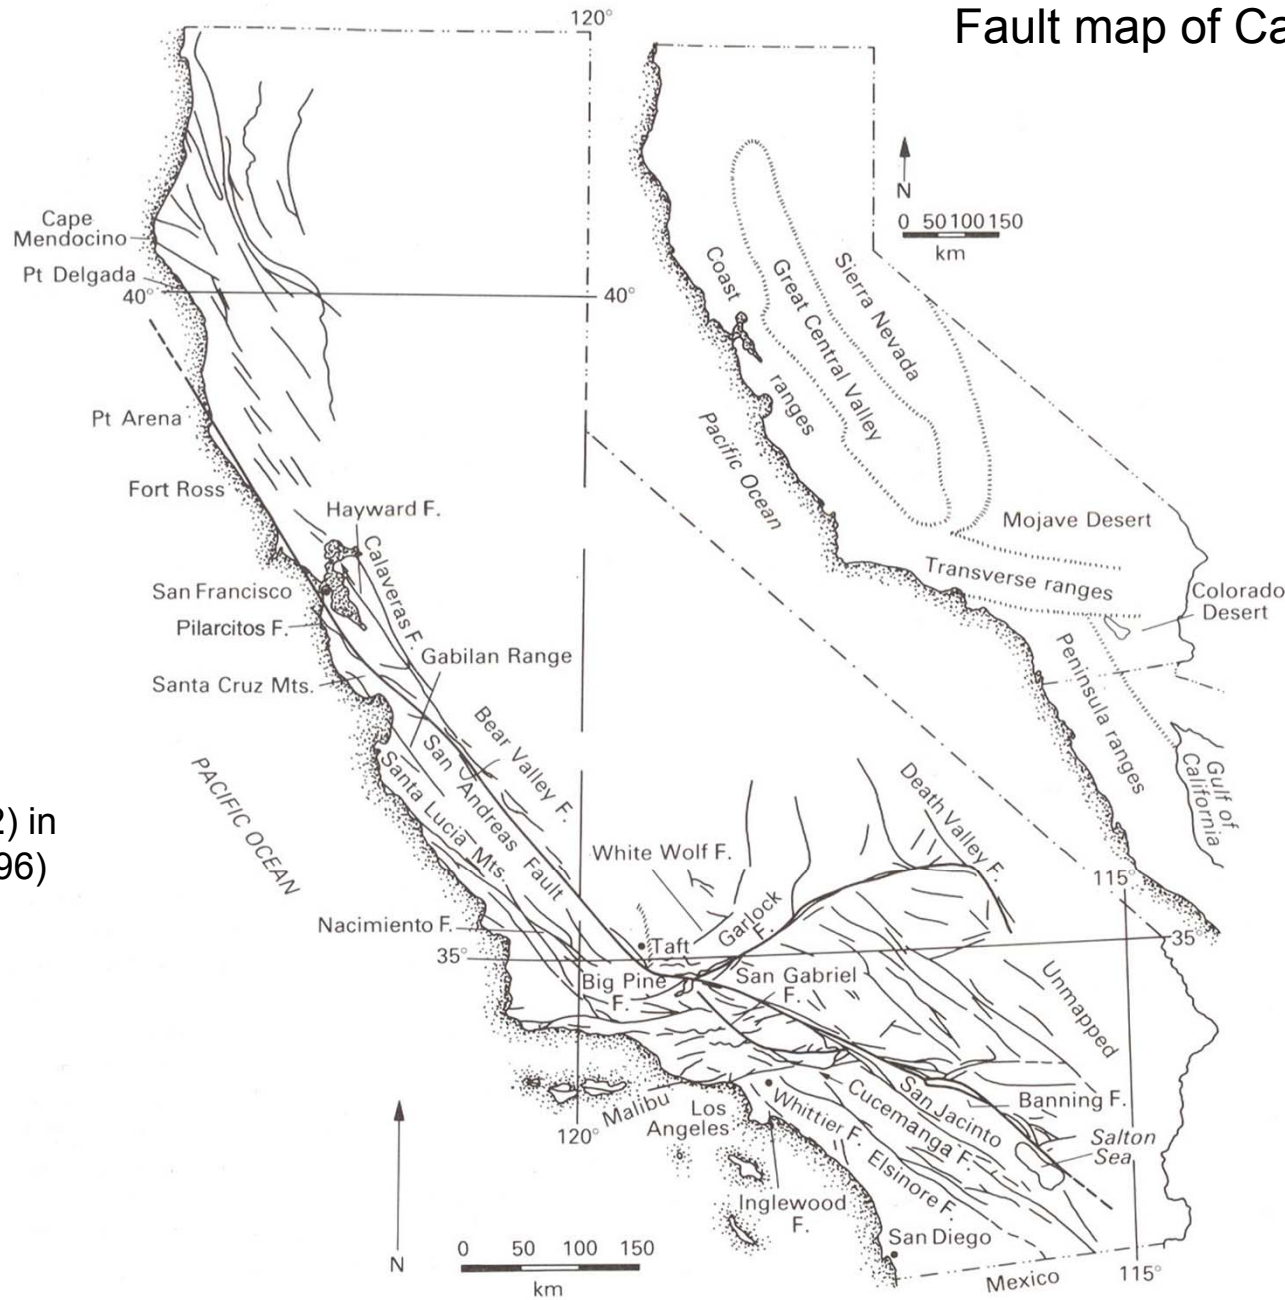 Fault map of Ca
120°
Cape
Mendocino
Pt Delgada
40°
40°
Pt Arena
Fort Ross
Hayward F.
Calaveras F.
San Francisco
Pilarcitos F.
Gabilan Range
Santa Cruz Mts.
Bear Valley F.
San Andreas Fault
Santa Lucia Mts.
PACIFIC OCEAN
2) in
96)
White Wolf F.
Death Valley F.
Garlock
F.
Nacimiento F.
Taft
35°
35°
115°
Big Pine
F.
San Gabriel
F.
Unmapped
Malibu
Los
Angeles
Whittier F.
Cucemanga F.
San Jacinto
Banning F.
Salton
Sea
Elsinore F.
Inglewood
F.
San Diego
120°
115°
Mexico
N
0 50 100 150
km
N
0 50 100 150
km
Coast
ranges
Great Central Valley
Sierra Nevada
Pacific Ocean
Mojave Desert
Transverse ranges
Colorado
Desert
Peninsula ranges
Gulf of
California